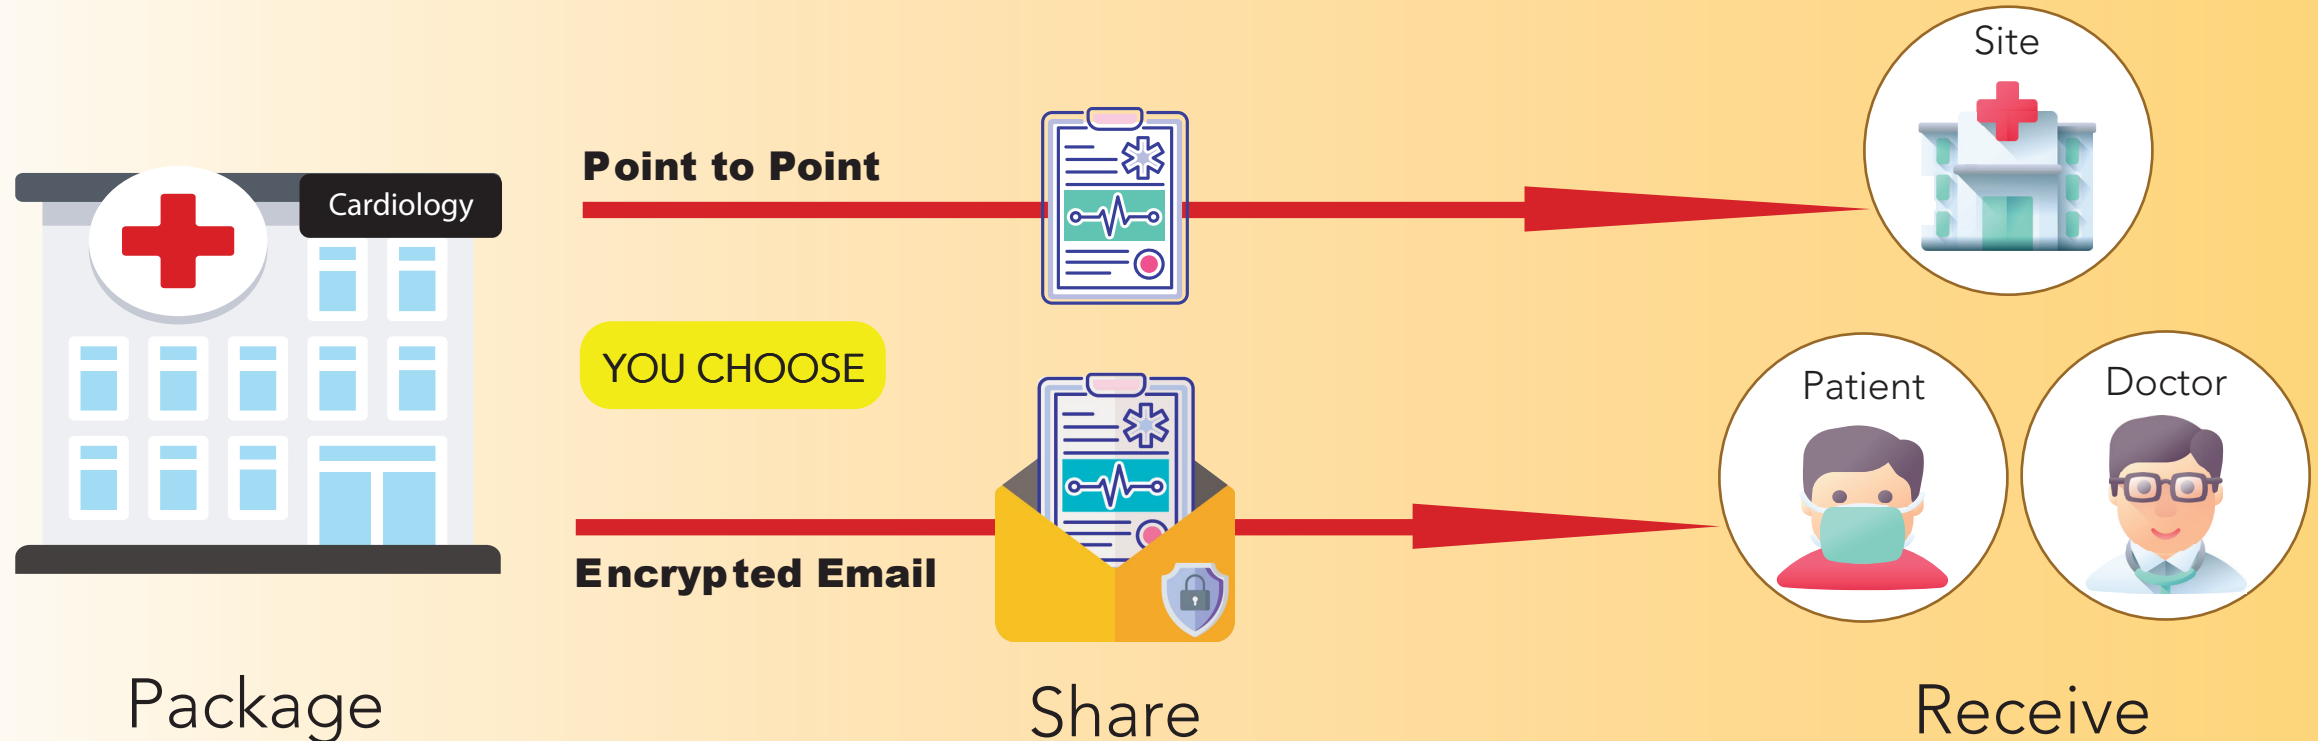 Site
Point to Point
Cardiology
YOU CHOOSE
Patient
Doctor
Encrypted Email
Package
Share
Receive